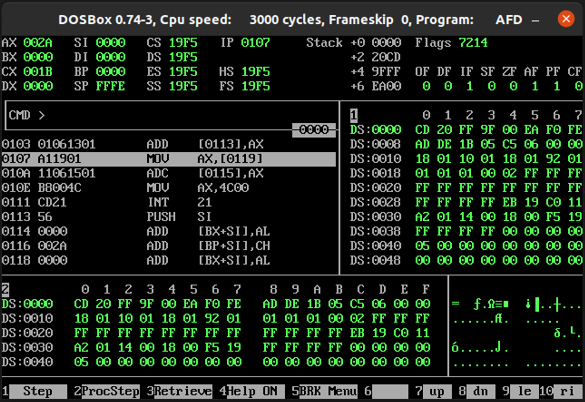 DOSBox 0.74-3, Cpu speed: 3000 cycles, Frameskip 0, Program: AFD
AX 002A SI 0000 CS 19F5 IP 0107 Stack +0 0000 Flags 7214
BX 0000 DI 0000 DS 19F5 +2 20CD
CX 001B BP 0000 ES 19F5 HS 19F5 +4 9FFF OF DF IF SF ZF AF PF CF
DX 0000 SP FFFE SS 19F5 FS 19F5 +6 EA00 0 0 1 0 0 1 1 0
CMD >
0000
0103 01061301 ADD [0113],AX
0107 A11901 MOV AX,[0119]
010A 11061501 ADC [0115],AX
010E B8004C MOV AX,4C00
0111 CD21 INT 21
0113 56 PUSH SI
0114 0000 ADD [BX+SI],AL
0116 002A ADD [BP+SI],CH
0118 0000 ADD [BX+SI],AL
1 0 1 2 3 4 5 6 7
DS:0000 CD 20 FF 9F 00 EA F0 FE
DS:0008 AD DE 1B 05 C5 06 00 00
DS:0010 18 01 10 01 18 01 92 01
DS:0018 01 01 01 00 02 FF FF FF
DS:0020 FF FF FF FF FF FF FF FF
DS:0028 FF FF FF FF EB 19 C0 11
DS:0030 A2 01 14 00 18 00 F5 19
DS:0038 FF FF FF FF 00 00 00 00
DS:0040 05 00 00 00 00 00 00 00
DS:0048 00 00 00 00 00 00 00 00
2 0 1 2 3 4 5 6 7 8 9 A B C D E F
DS:0000 CD 20 FF 9F 00 EA F0 FE AD DE 1B 05 C5 06 00 00
DS:0010 18 01 10 01 18 01 92 01 01 01 01 00 02 FF FF FF
DS:0020 FF FF FF FF FF FF FF FF FF FF FF FF EB 19 C0 11
DS:0030 A2 01 14 00 18 00 F5 19 FF FF FF FF 00 00 00 00
DS:0040 05 00 00 00 00 00 00 00 00 00 00 00 00 00 00 00
1 Step 2 ProcStep 3 Retrieve 4 Help ON 5 BRK Menu 6 7 up 8 dn 9 le 10 ri